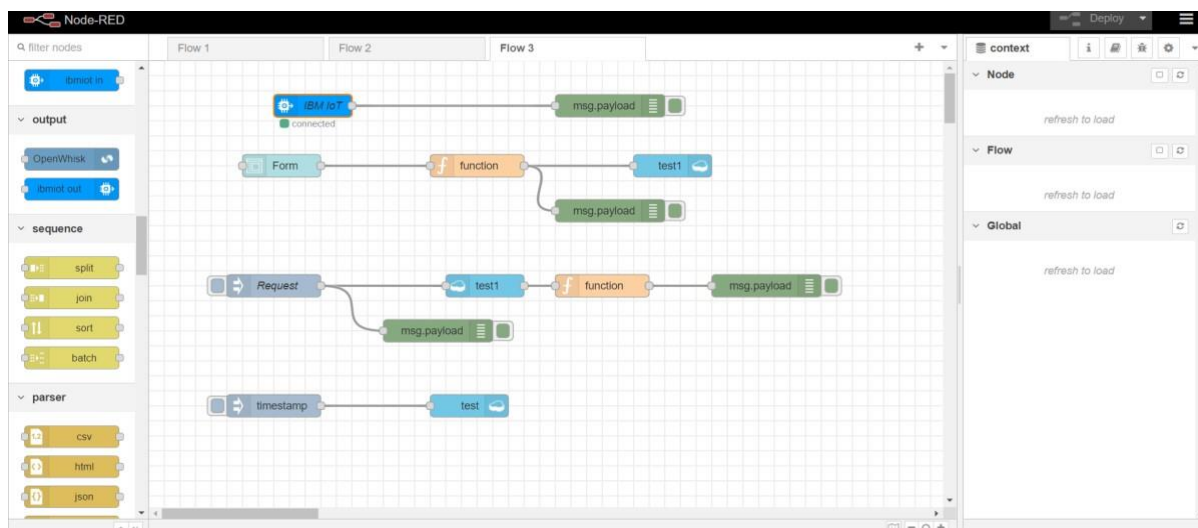 Node-RED
Deploy
filter nodes
Flow 1
Flow 2
Flow 3
context
ibmiot in
output
OpenWhisk
ibmiot out
sequence
split
join
sort
batch
parser
1,2
csv
html
json
IBM IoT
connected
msg.payload
Form
function
test1
msg.payload
Request
test1
function
msg.payload
msg.payload
timestamp
test
Node
refresh to load
Flow
refresh to load
Global
refresh to load